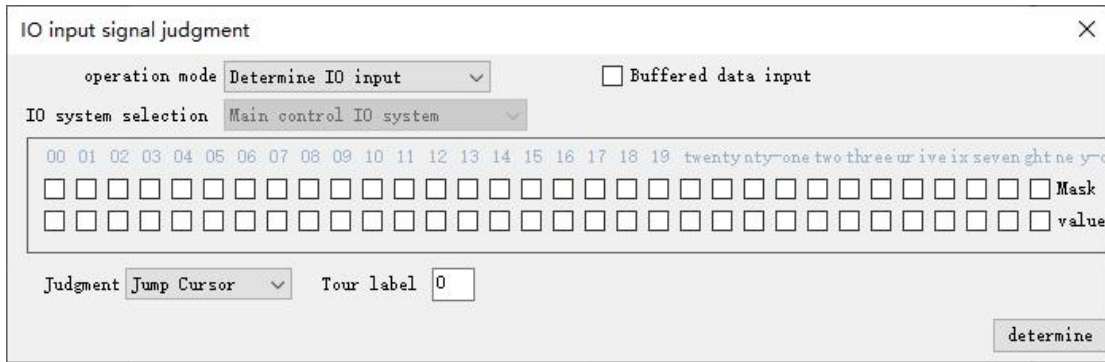 IO input signal judgment
operation mode Determine IO input Buffered data input
IO system selection Main control IO system
00 01 02 03 04 05 06 07 08 09 10 11 12 13 14 15 16 17 18 19 twenty nty-one two three ur ive ix seven ght ne y-o
Mask
value
Judgment Jump Cursor Tour label 0
determine